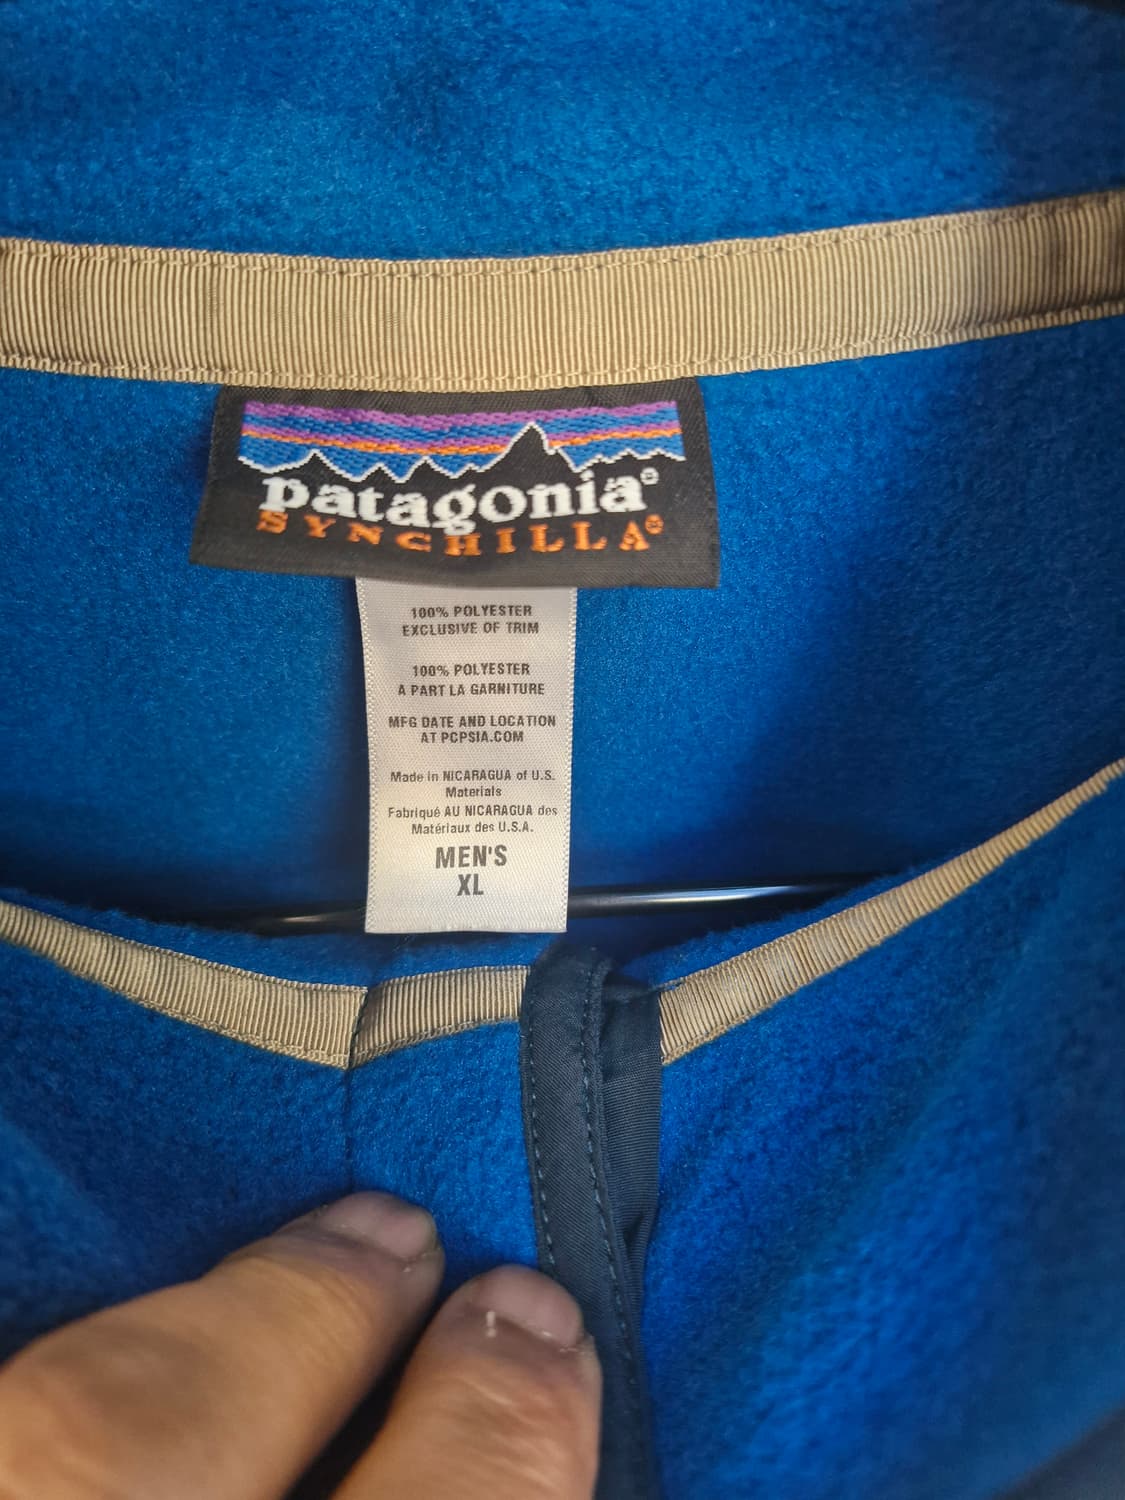 patagonia®
SYNCHILLA®
100% POLYESTER
EXCLUSIVE OF TRIM
100% POLYESTER
A PART LA GARNITURE
MFG DATE AND LOCATION
AT PCPSIA.COM
Made in NICARAGUA of U.S.
Materials
Fabriqué AU NICARAGUA des
Matériaux des U.S.A.
MEN'S
XL